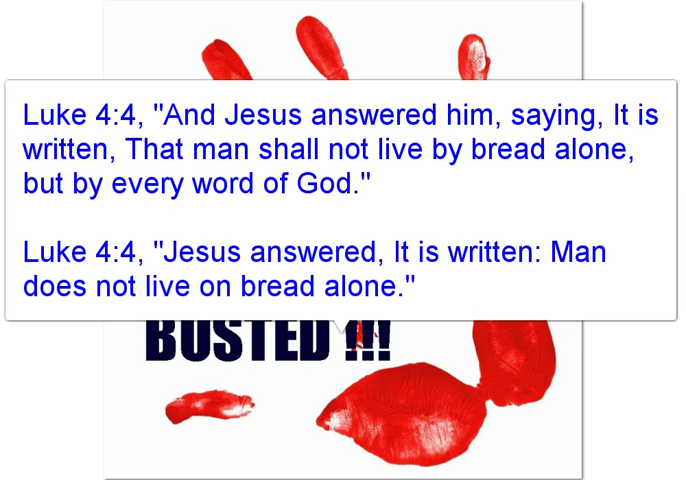 Luke 4:4, "And Jesus answered him, saying, It is
written, That man shall not live by bread alone,
but by every word of God."
Luke 4:4, "Jesus answered, It is written: Man
does not live on bread alone."
BUSTED !!!